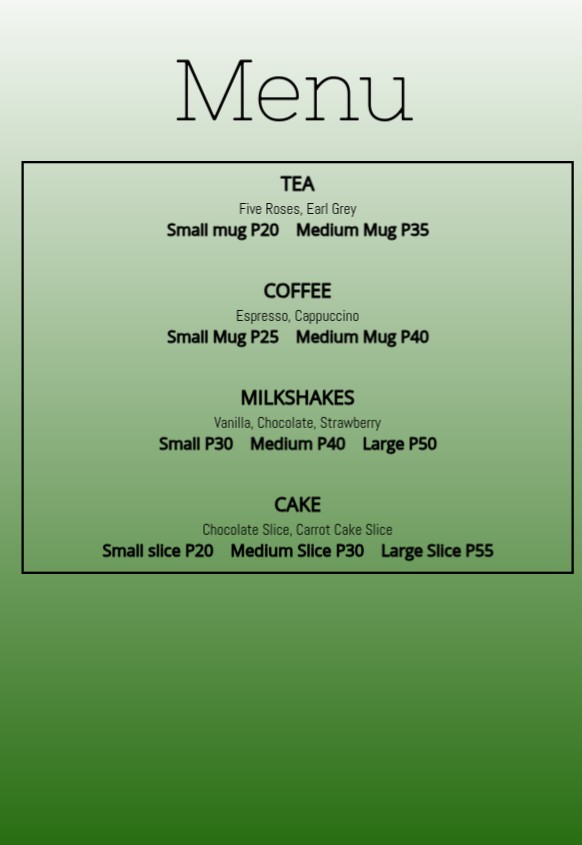 Menu
TEA
Five Roses, Earl Grey
Small mug P20 Medium Mug P35
COFFEE
Espresso, Cappuccino
Small Mug P25 Medium Mug P40
MILKSHAKES
Vanilla, Chocolate, Strawberry
Small P30 Medium P40 Large P50
CAKE
Chocolate Slice, Carrot Cake Slice
Small slice P20 Medium Slice P30 Large Slice P55